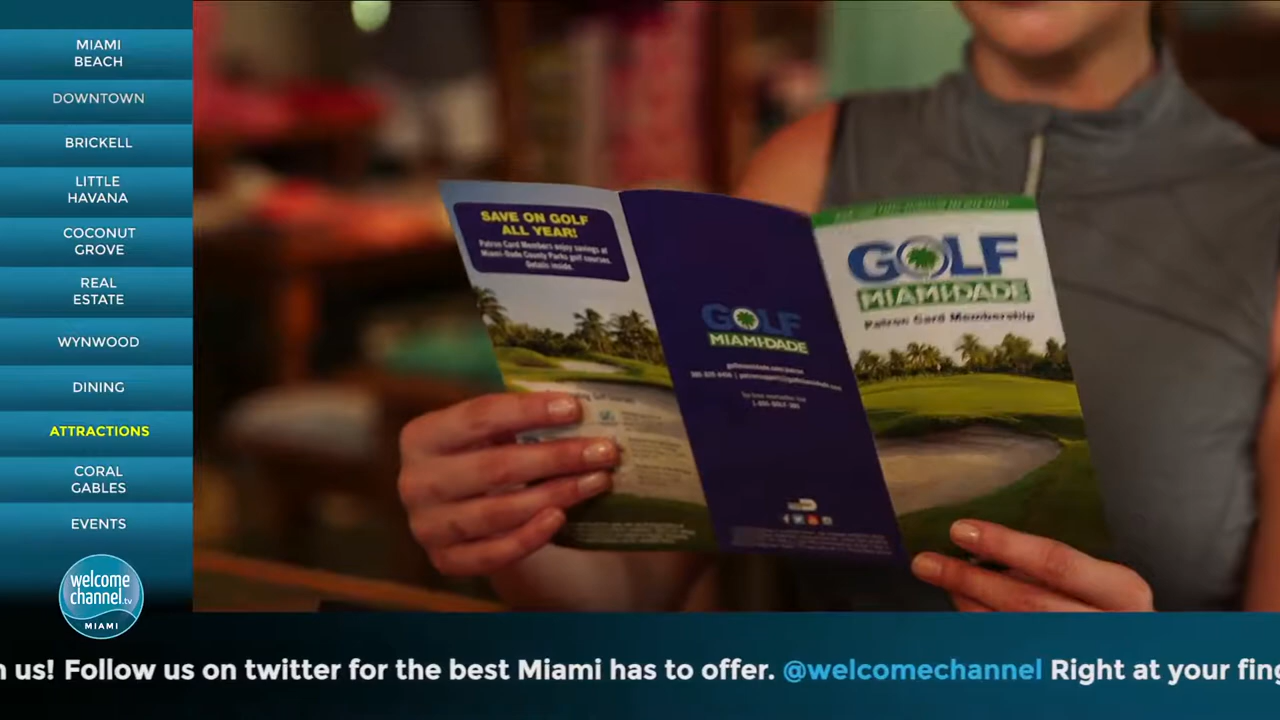 MIAMI
BEACH
DOWNTOWN
BRICKELL
LITTLE
HAVANA
COCONUT
GROVE
REAL
ESTATE
WYNWOOD
DINING
ATTRACTIONS
CORAL
GABLES
EVENTS
welcome
channel.tv
MIAMI
SAVE ON GOLF
ALL YEAR!
Patron Card Members enjoy savings at
Miami-Dade County Parks golf courses.
Details inside.
GOLF
MIAMI-DADE
GOLF
MIAMI-DADE
Patron Card Membership
n us! Follow us on twitter for the best Miami has to offer. @welcomechannel Right at your fing